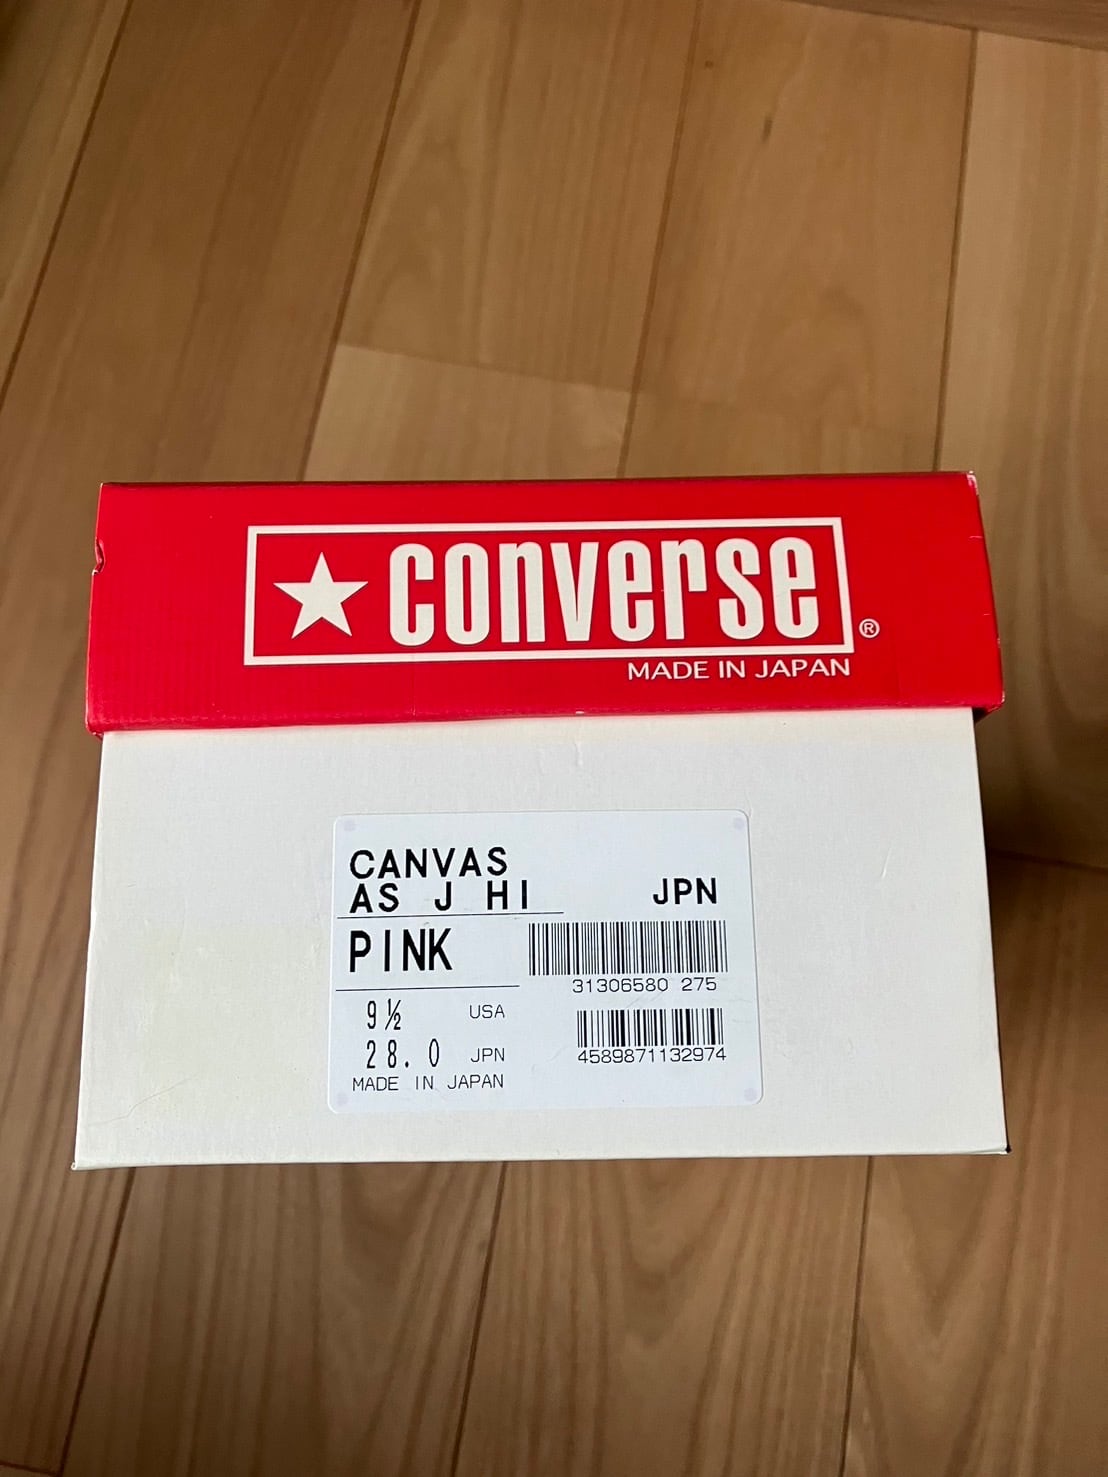 ★ converse ®
MADE IN JAPAN
CANVAS
AS J HI JPN
PINK
31306580 275
9½ USA
28.0 JPN
4589871132974
MADE IN JAPAN